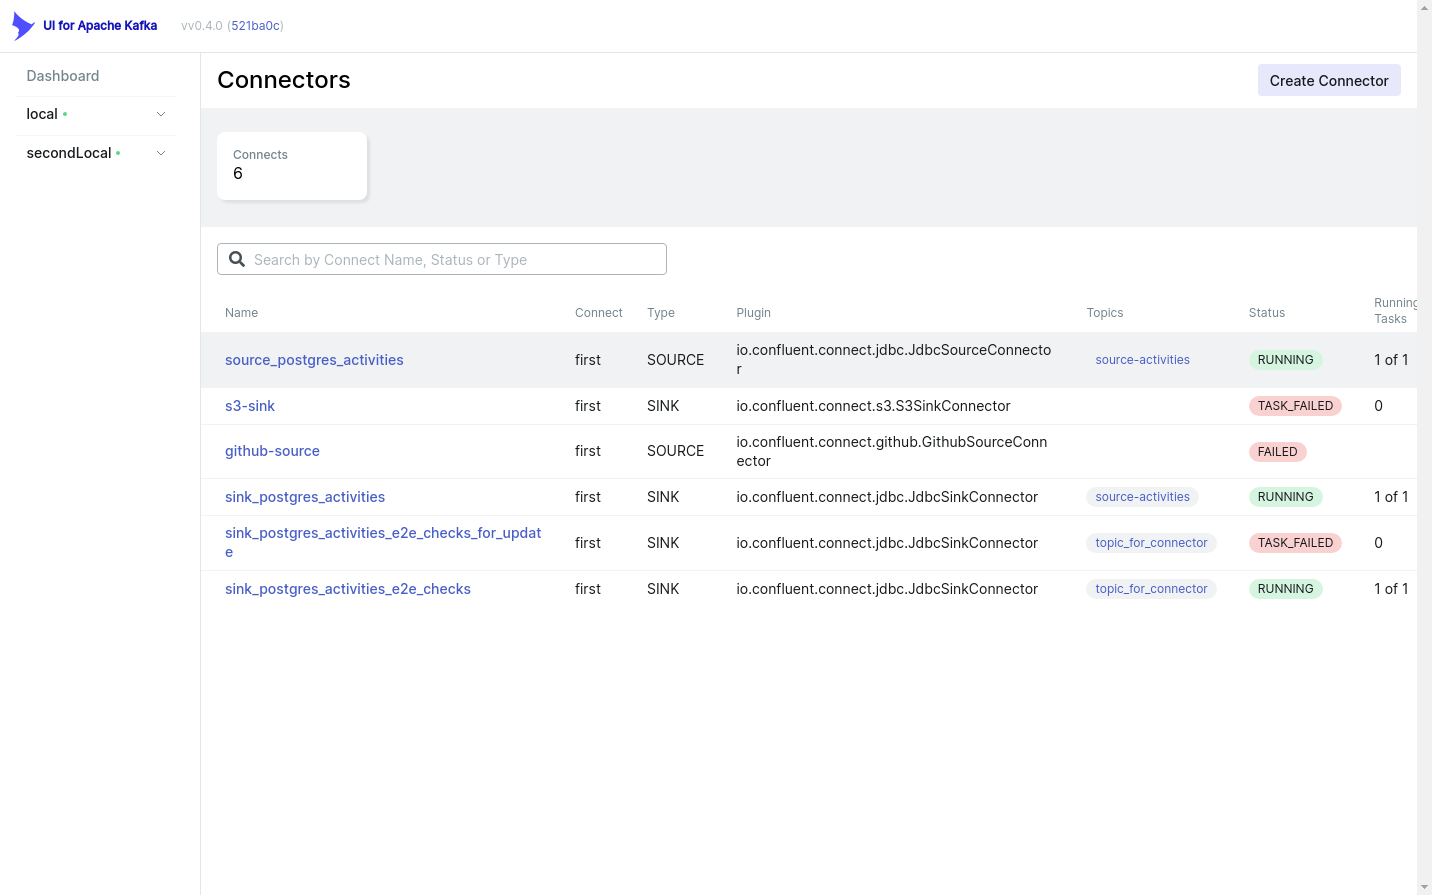 UI for Apache Kafka vv0.4.0 (521ba0c)
Dashboard
local
secondLocal
Connectors
Create Connector
Connects
6
Search by Connect Name, Status or Type
Name Connect Type Plugin Topics Status Running
Tasks
source_postgres_activities first SOURCE io.confluent.connect.jdbc.JdbcSourceConnecto
r source-activities RUNNING 1 of 1
s3-sink first SINK io.confluent.connect.s3.S3SinkConnector TASK_FAILED 0
github-source first SOURCE io.confluent.connect.github.GithubSourceConn
ector FAILED
sink_postgres_activities first SINK io.confluent.connect.jdbc.JdbcSinkConnector source-activities RUNNING 1 of 1
sink_postgres_activities_e2e_checks_for_updat
e first SINK io.confluent.connect.jdbc.JdbcSinkConnector topic_for_connector TASK_FAILED 0
sink_postgres_activities_e2e_checks first SINK io.confluent.connect.jdbc.JdbcSinkConnector topic_for_connector RUNNING 1 of 1